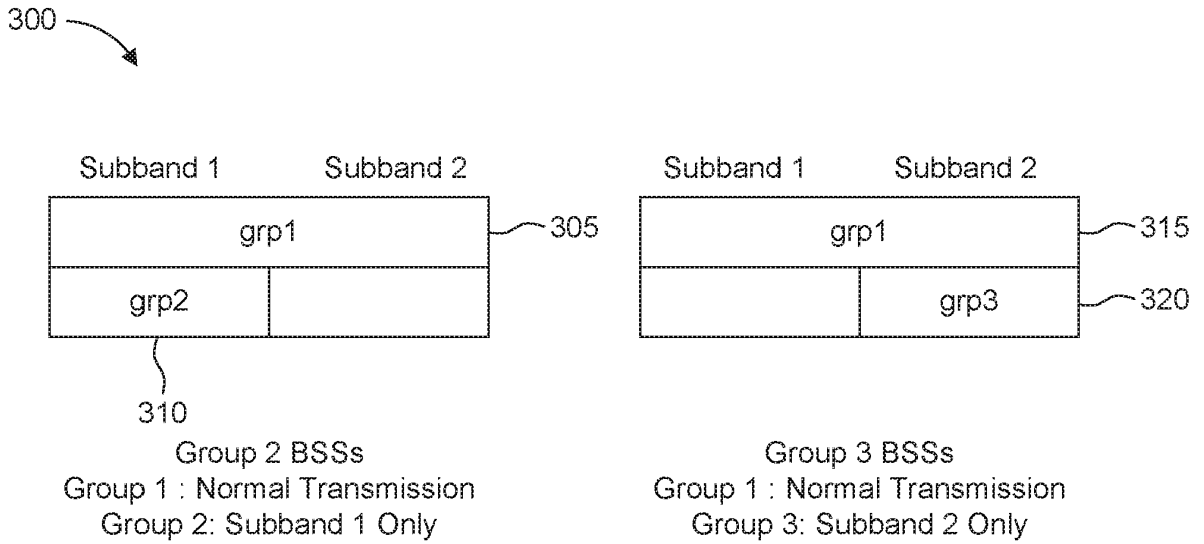 300
Subband 1 Subband 2 Subband 1 Subband 2
grp1 305 grp1 315
grp2 grp3 320
310
Group 2 BSSs
Group 1 : Normal Transmission
Group 2: Subband 1 Only
Group 3 BSSs
Group 1 : Normal Transmission
Group 3: Subband 2 Only